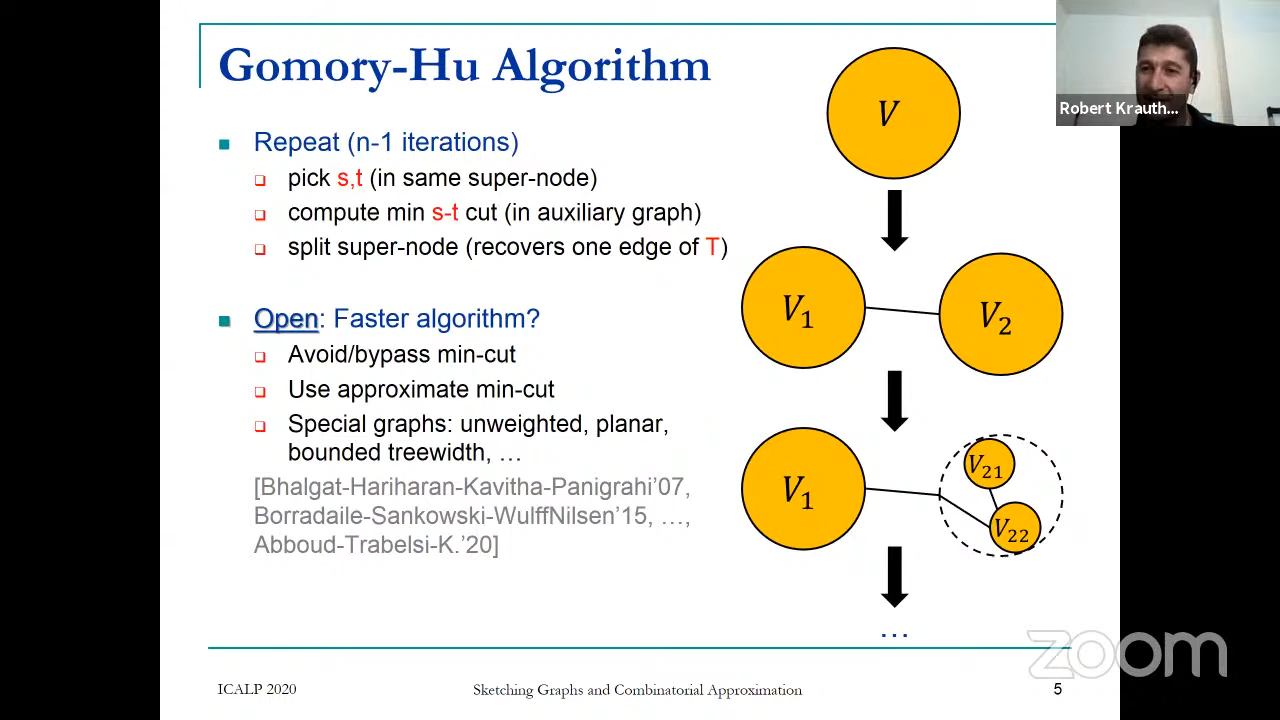 Gomory-Hu Algorithm
Repeat (n-1 iterations)
pick s,t (in same super-node)
compute min s-t cut (in auxiliary graph)
split super-node (recovers one edge of T)
Open: Faster algorithm?
Avoid/bypass min-cut
Use approximate min-cut
Special graphs: unweighted, planar,
bounded treewidth, …
[Bhalgat-Hariharan-Kavitha-Panigrahi’07,
Borradaile-Sankowski-WulffNilsen’15, …,
Abboud-Trabelsi-K.’20]
V
V₁
V₂
V₁
V₂₁
V₂₂
…
Robert Krauth...
zoom
ICALP 2020
Sketching Graphs and Combinatorial Approximation
5